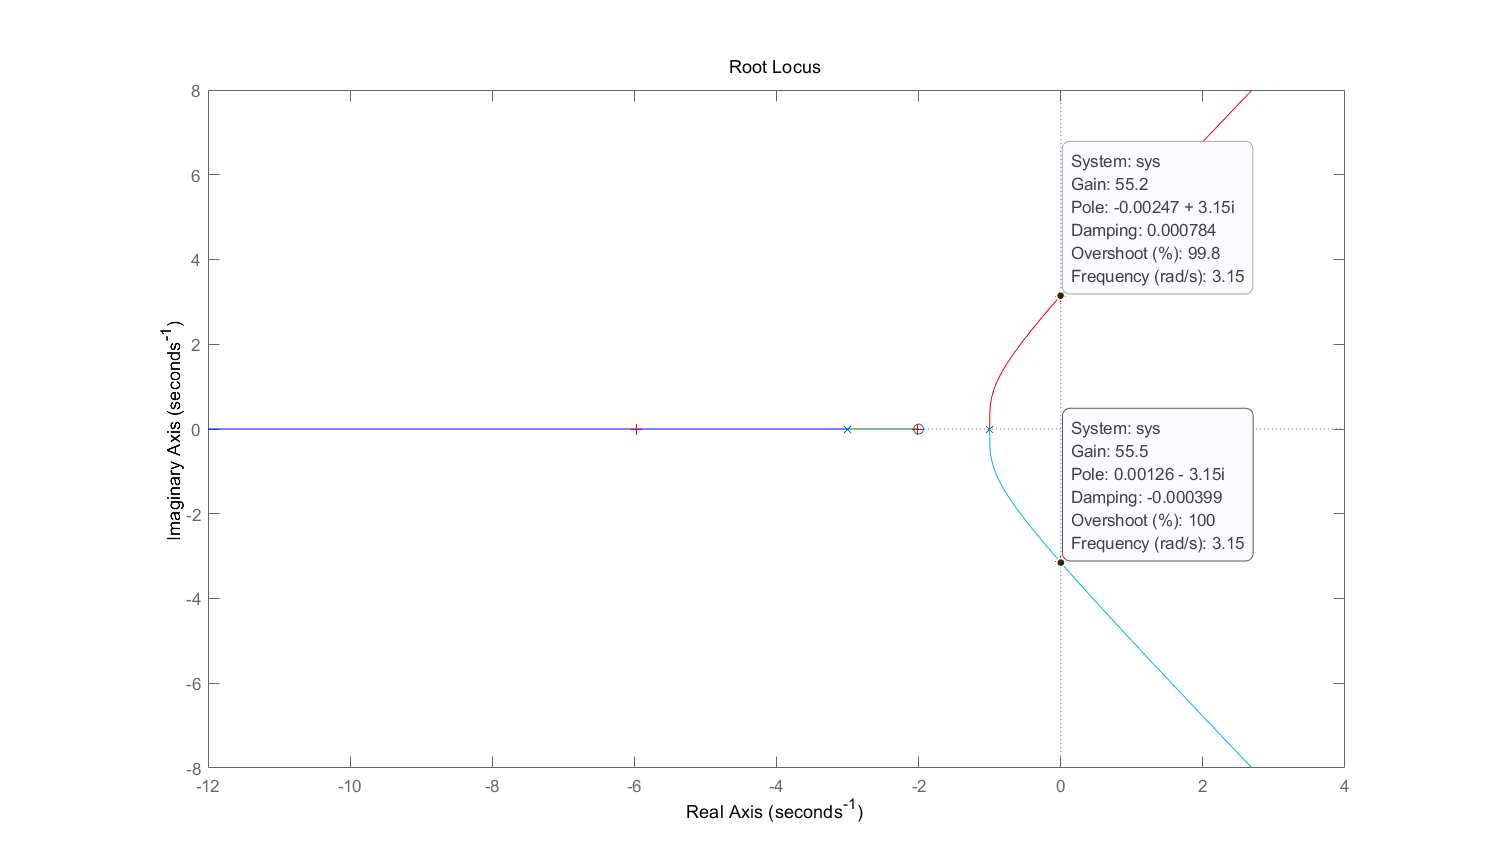 Root Locus
8
6
4
2
0
-2
-4
-6
-8
Imaginary Axis (seconds⁻¹)
System: sys
Gain: 55.2
Pole: -0.00247 + 3.15i
Damping: 0.000784
Overshoot (%): 99.8
Frequency (rad/s): 3.15
System: sys
Gain: 55.5
Pole: 0.00126 - 3.15i
Damping: -0.000399
Overshoot (%): 100
Frequency (rad/s): 3.15
-12 -10 -8 -6 -4 -2 0 2 4
Real Axis (seconds⁻¹)